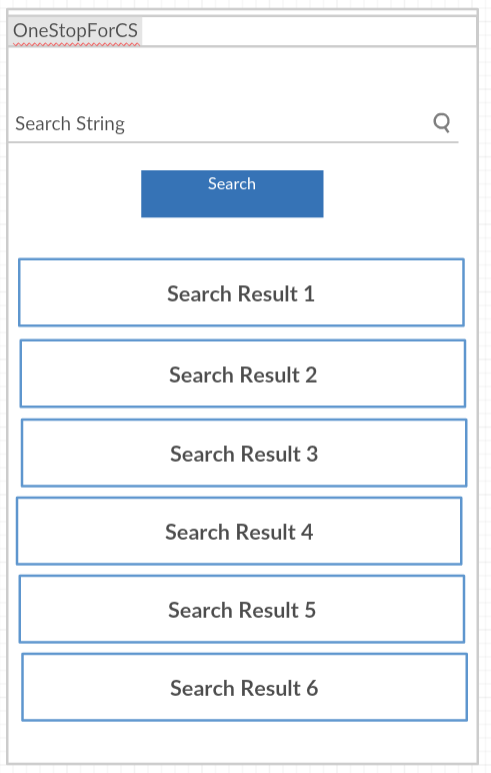 OneStopForCS
Search String
Search
Search Result 1
Search Result 2
Search Result 3
Search Result 4
Search Result 5
Search Result 6